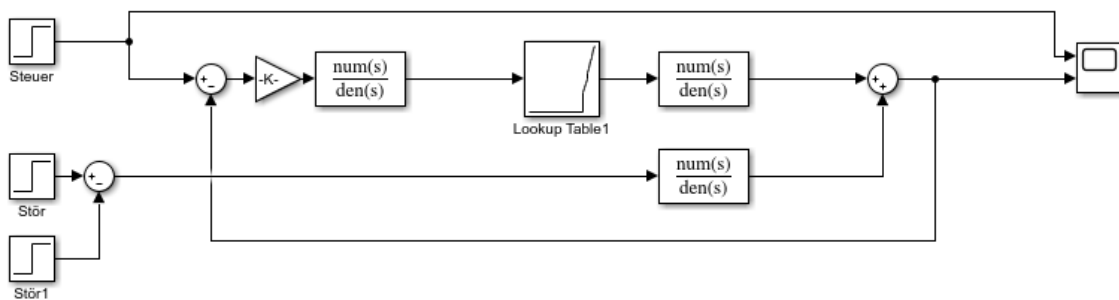 Steuer
+
-
-K-
num(s)
den(s)
Lookup Table1
num(s)
den(s)
+
+
Stör
+
-
num(s)
den(s)
Stör1